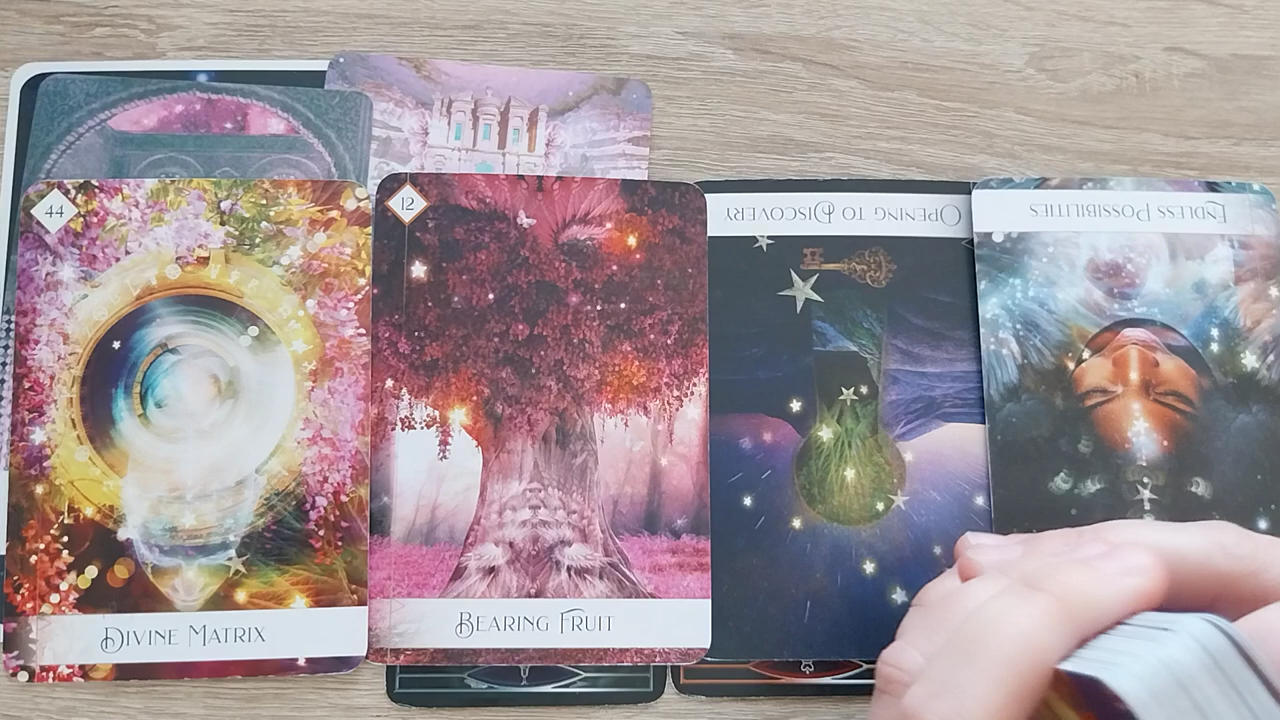 44
12
OPENING TO DISCOVERY
ENDLESS POSSIBILITIES
DIVINE MATRIX
BEARING FRUIT